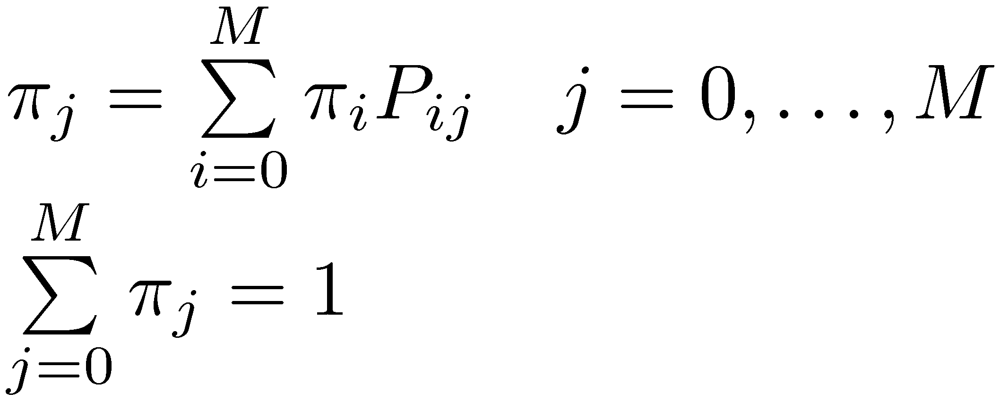 π_j = \sum_{i=0}^{M} π_i P_{ij}    j = 0, . . . , M
\sum_{j=0}^{M} π_j = 1